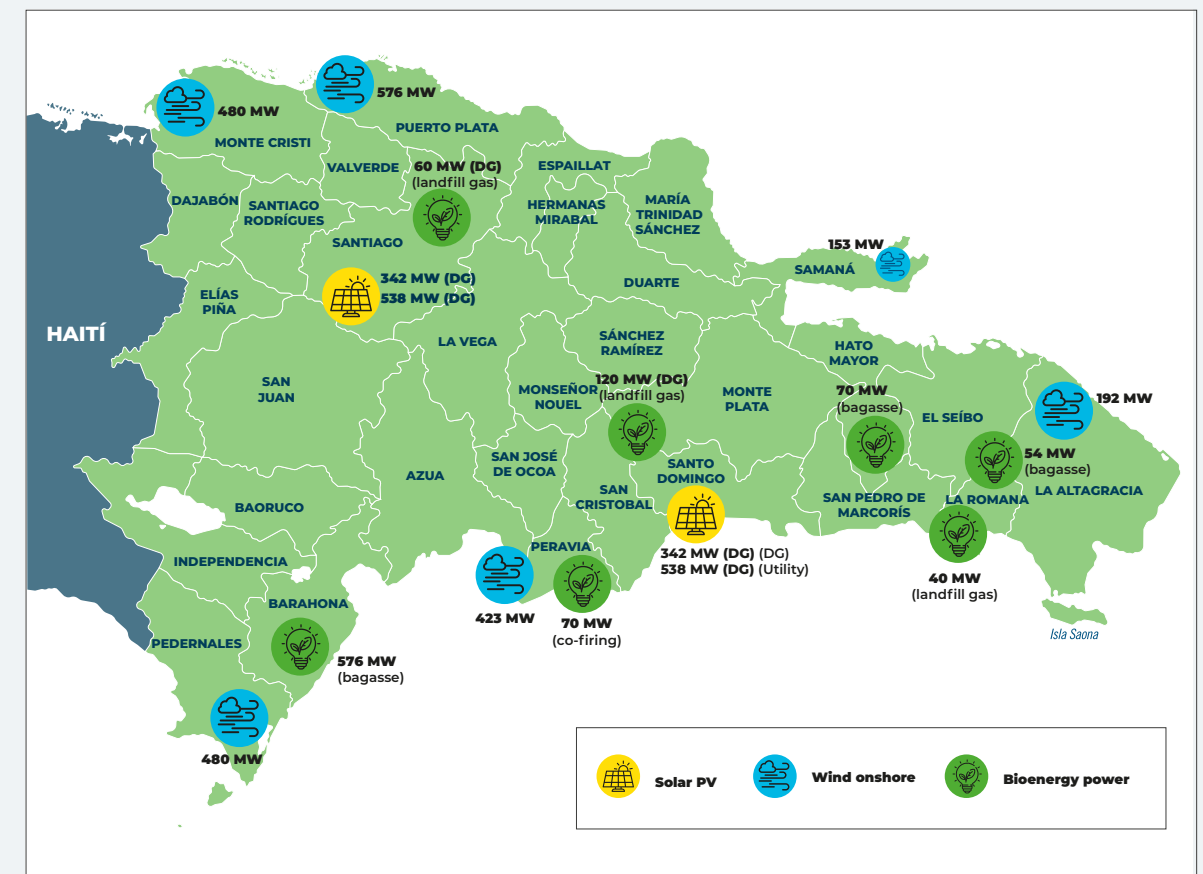 576 MW
480 MW
PUERTO PLATA
MONTE CRISTI
VALVERDE
60 MW (DG)
(landfill gas)
ESPAILLAT
DAJABÓN
SANTIAGO
RODRÍGUES
HERMANAS
MIRABAL
MARÍA
TRINIDAD
SÁNCHEZ
SANTIAGO
153 MW
SAMANÁ
342 MW (DG)
538 MW (DG)
DUARTE
ELÍAS
PIÑA
HAITÍ
LA VEGA
SÁNCHEZ
RAMÍREZ
HATO
MAYOR
SAN
JUAN
120 MW (DG)
(landfill gas)
MONSEÑOR
NOUEL
MONTE
PLATA
70 MW
(bagasse)
192 MW
EL SEÍBO
54 MW
(bagasse)
AZUA
SAN JOSÉ
DE OCOA
SANTO
DOMINGO
LA ALTAGRACIA
SAN
CRISTOBAL
SAN PEDRO DE
MARCORÍS
LA ROMANA
BAORUCO
PERAVIA
342 MW (DG) (DG)
538 MW (DG) (Utility)
INDEPENDENCIA
40 MW
(landfill gas)
BARAHONA
423 MW
70 MW
(co-firing)
Isla Saona
PEDERNALES
576 MW
(bagasse)
480 MW
Solar PV
Wind onshore
Bioenergy power